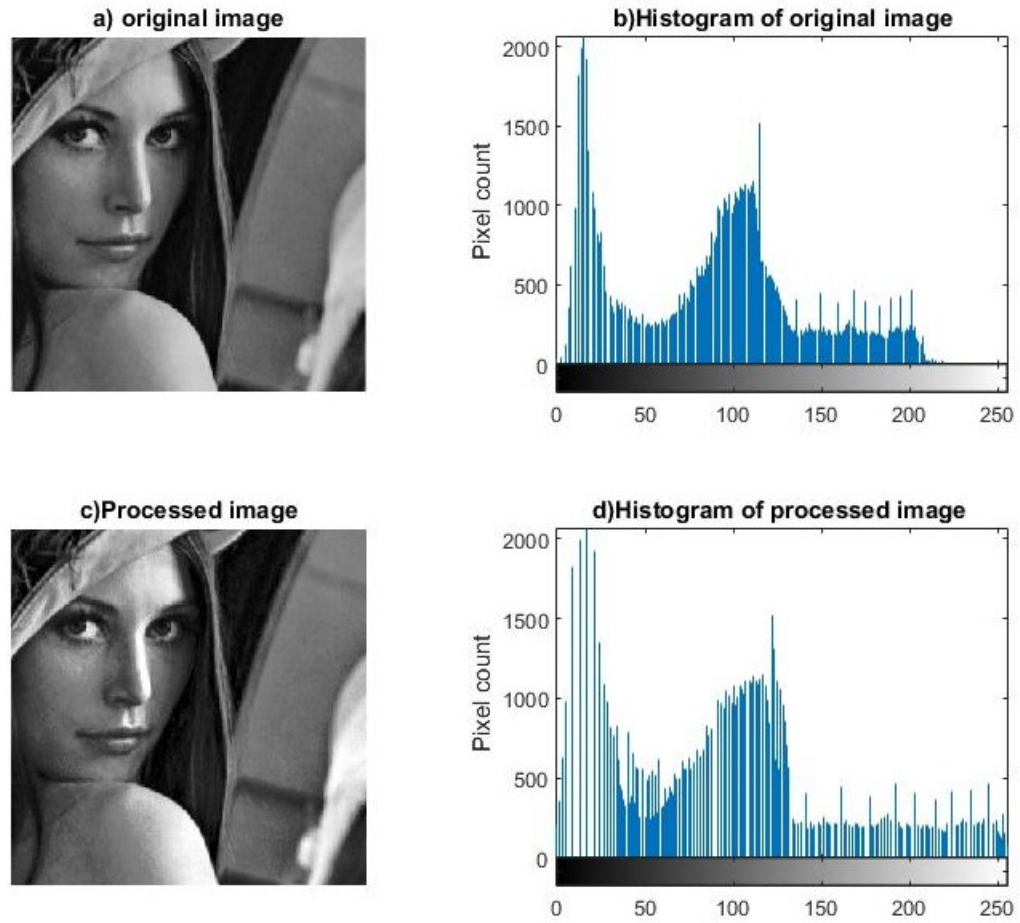 a) original image
b)Histogram of original image
2000
1500
1000
500
0
Pixel count
0 50 100 150 200 250
c)Processed image
d)Histogram of processed image
2000
1500
1000
500
0
Pixel count
0 50 100 150 200 250